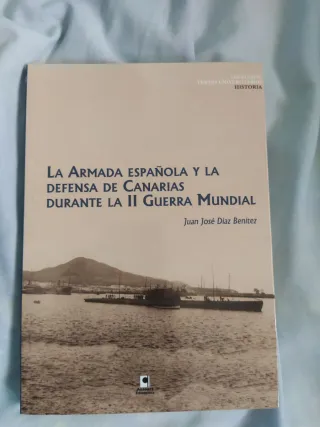 HISTORIA
LA ARMADA ESPAÑOLA Y LA
DEFENSA DE CANARIAS
DURANTE LA II GUERRA MUNDIAL
Juan José Díaz Benítez